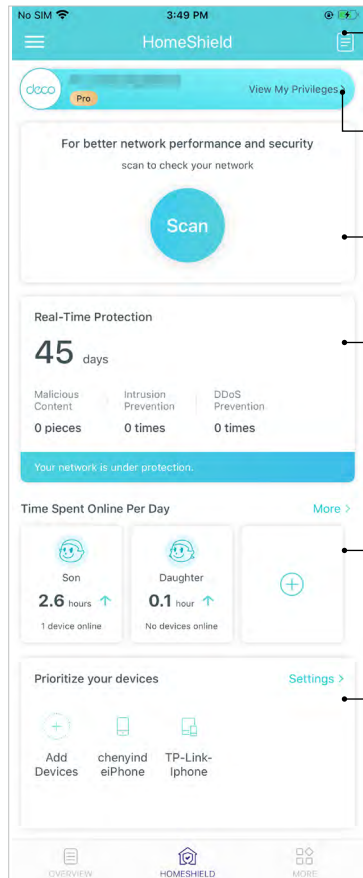 No SIM 3:49 PM
HomeShield
deco
Pro
View My Privileges
For better network performance and security
scan to check your network
Scan
Real-Time Protection
45 days
Malicious Content
Intrusion Prevention
DDoS Prevention
0 pieces
0 times
0 times
Your network is under protection.
Time Spent Online Per Day
More >
Son
Daughter
2.6 hours ↑
0.1 hour ↑
1 device online
No devices online
Prioritize your devices
Settings >
Add Devices
chenyindeiPhone
TP-Link-Iphone
OVERVIEW
HOMESHIELD
MORE